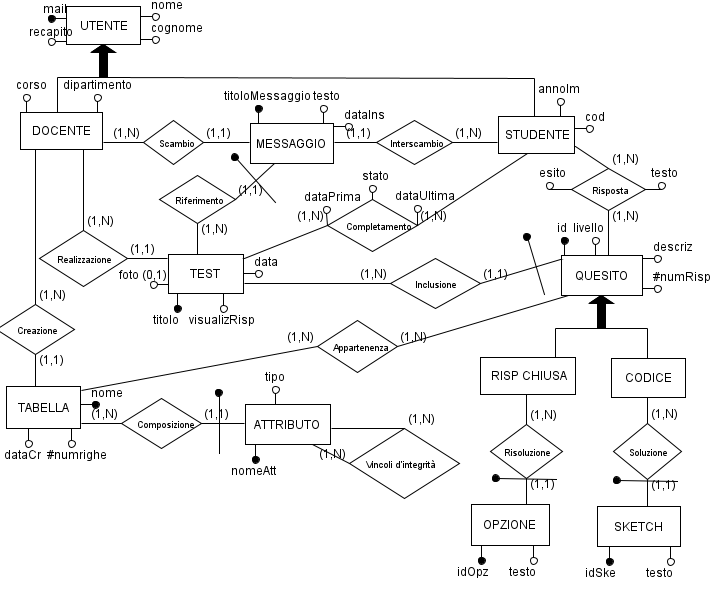 mail
nome
UTENTE
recapito
cognome
corso
dipartimento
titoloMessaggio
testo
annoIm
DOCENTE
(1,N)
Scambio
(1,1)
MESSAGGIO
dataIns
(1,1)
Interscambio
(1,N)
STUDENTE
cod
Riferimento
(1,1)
stato
esito
(1,N)
testo
Risposta
dataPrima
dataUltima
(1,N)
(1,N)
Completamento
(1,N)
(1,N)
(1,N)
id
livello
Realizzazione
(1,1)
foto (0,1)
TEST
data
(1,N)
Inclusione
(1,1)
QUESITO
descriz
#numRisp
titolo
visualizRisp
(1,N)
Creazione
(1,1)
(1,N)
Appartenenza
(1,N)
RISP CHIUSA
CODICE
TABELLA
nome
(1,N)
Composizione
(1,1)
tipo
ATTRIBUTO
(1,N)
(1,N)
(1,N)
dataCr
#numrighe
nomeAtt
(1,N)
Vincoli d'integrità
Risoluzione
Soluzione
(1,1)
(1,1)
OPZIONE
SKETCH
idOpz
testo
idSke
testo